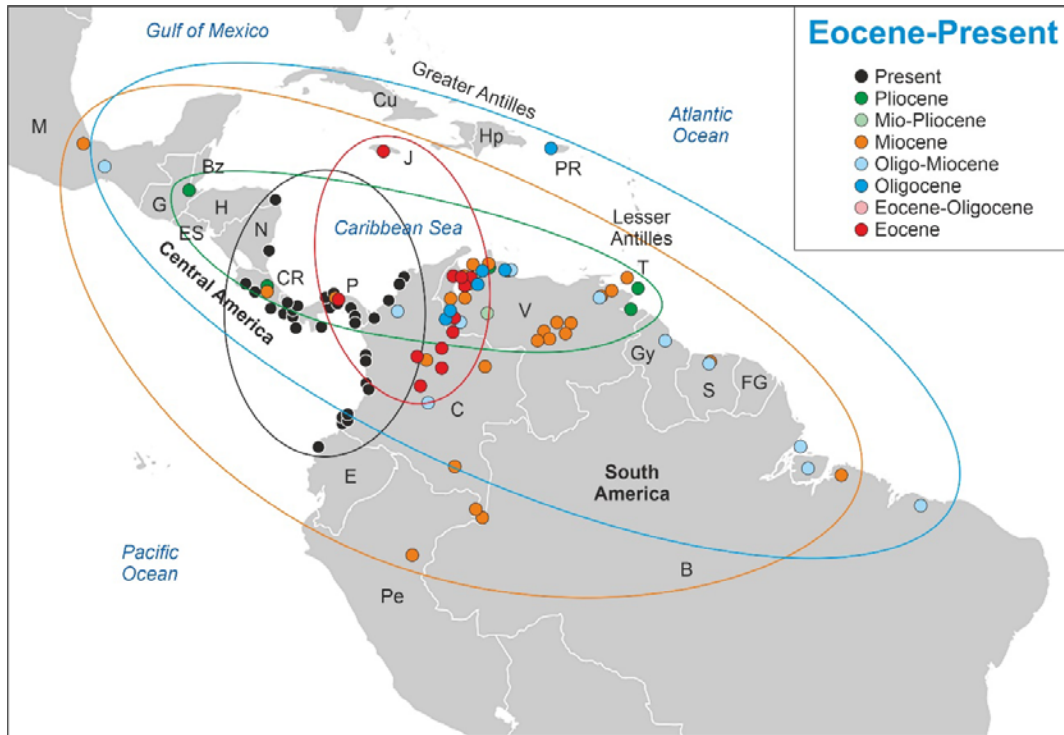 Gulf of Mexico
Eocene-Present
Present
Pliocene
Mio-Pliocene
Miocene
Oligo-Miocene
Oligocene
Eocene-Oligocene
Eocene
Greater Antilles
Atlantic
Ocean
Cu
Hp
PR
M
J
Bz
G
H
ES
N
Caribbean Sea
Lesser
Antilles
T
Central America
CR
P
V
Gy
S
FG
C
E
South
America
Pacific
Ocean
B
Pe